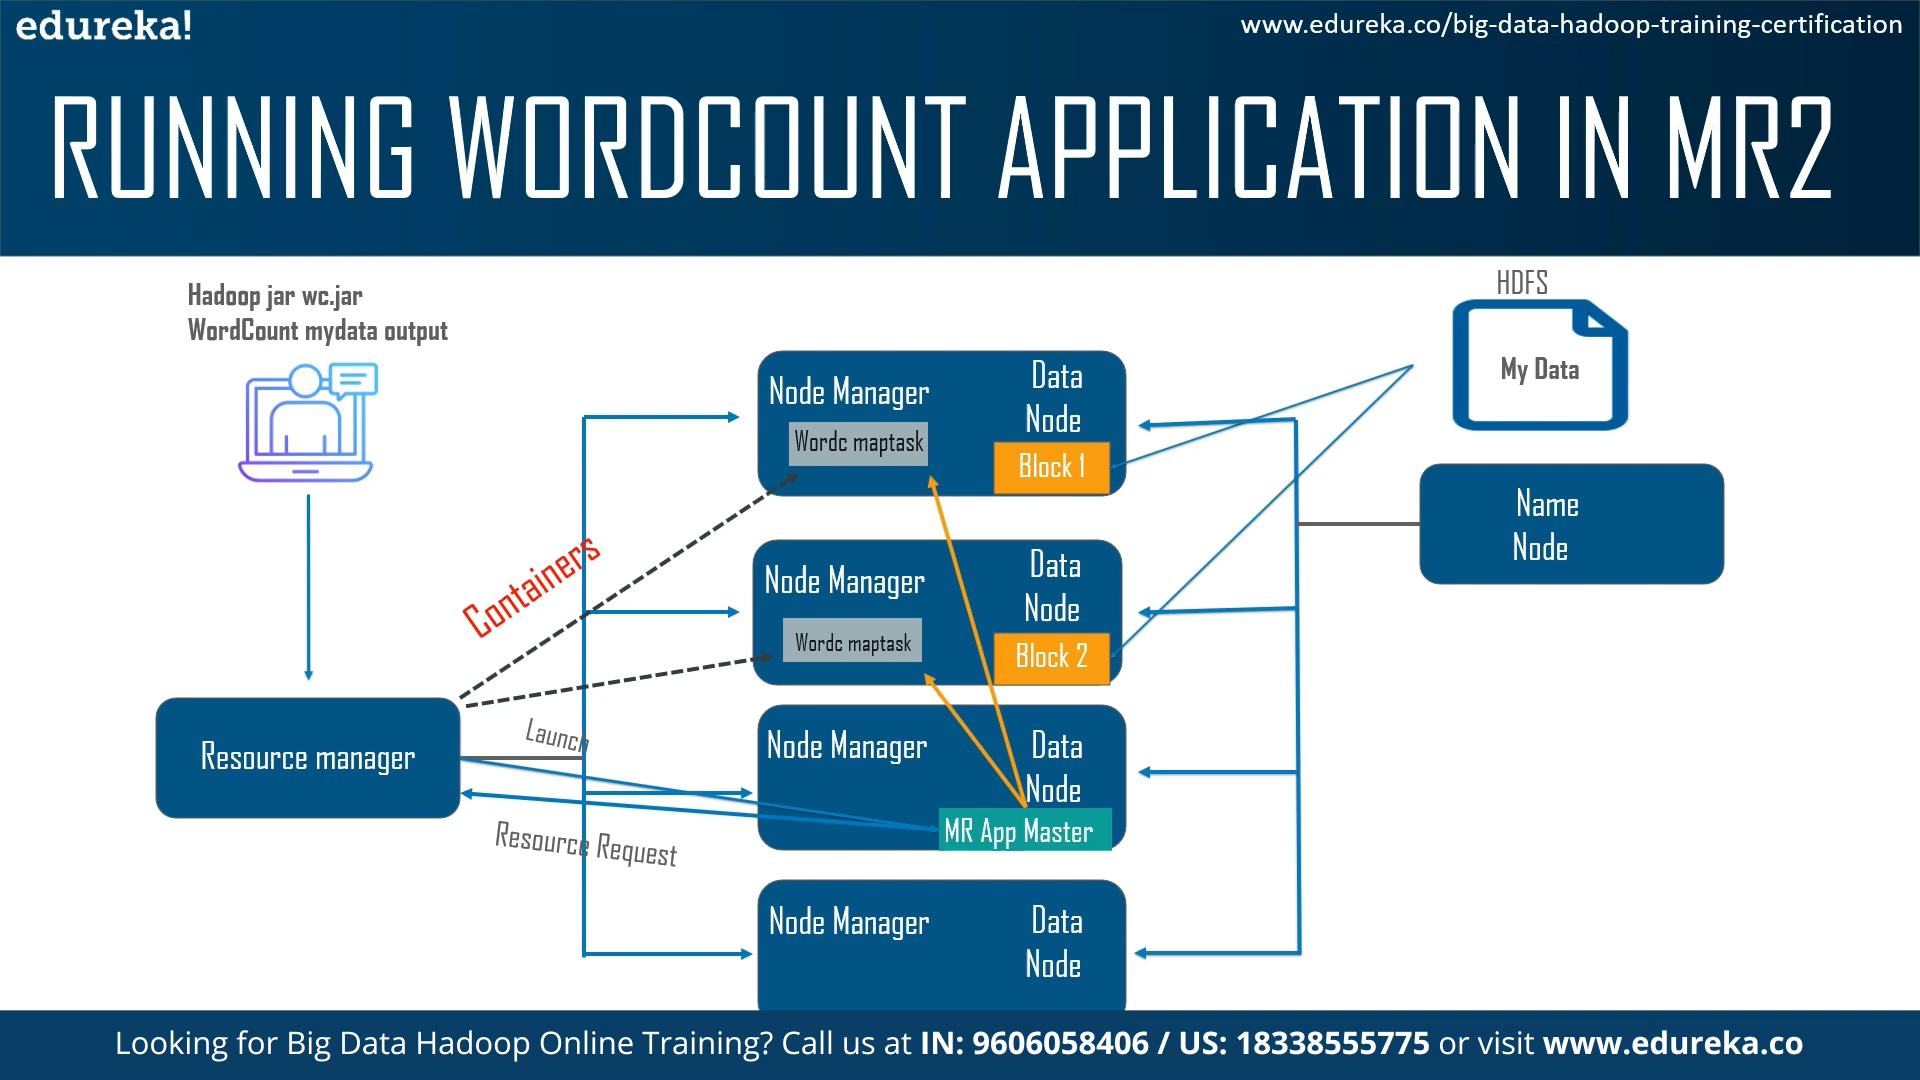 edureka!
www.edureka.co/big-data-hadoop-training-certification
RUNNING WORDCOUNT APPLICATION IN MR2
Hadoop jar wc.jar
WordCount mydata output
HDFS
My Data
Name
Node
Containers
Launch
Resource manager
Resource Request
Node Manager
Data
Node
Wordc maptask
Block 1
Node Manager
Data
Node
Wordc maptask
Block 2
Node Manager
Data
Node
MR App Master
Node Manager
Data
Node
Looking for Big Data Hadoop Online Training? Call us at IN: 9606058406 / US: 18338555775 or visit www.edureka.co